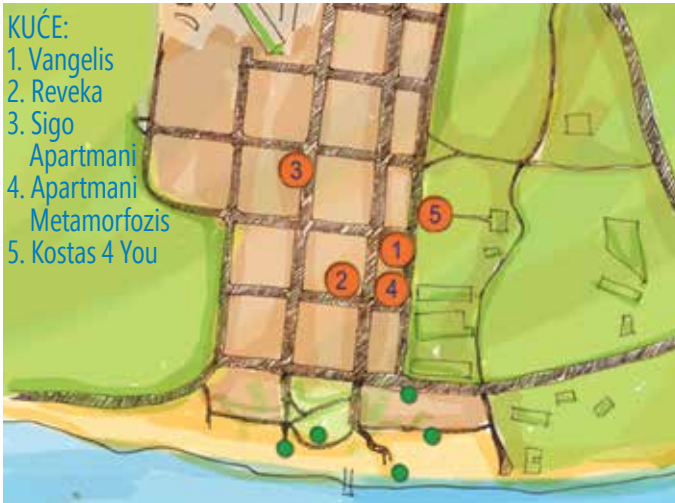 KUĆE:
1. Vangelis
2. Reveka
3. Sigo
Apartmani
4. Apartmani
Metamorfozis
5. Kostas 4 You
3
5
1
2
4